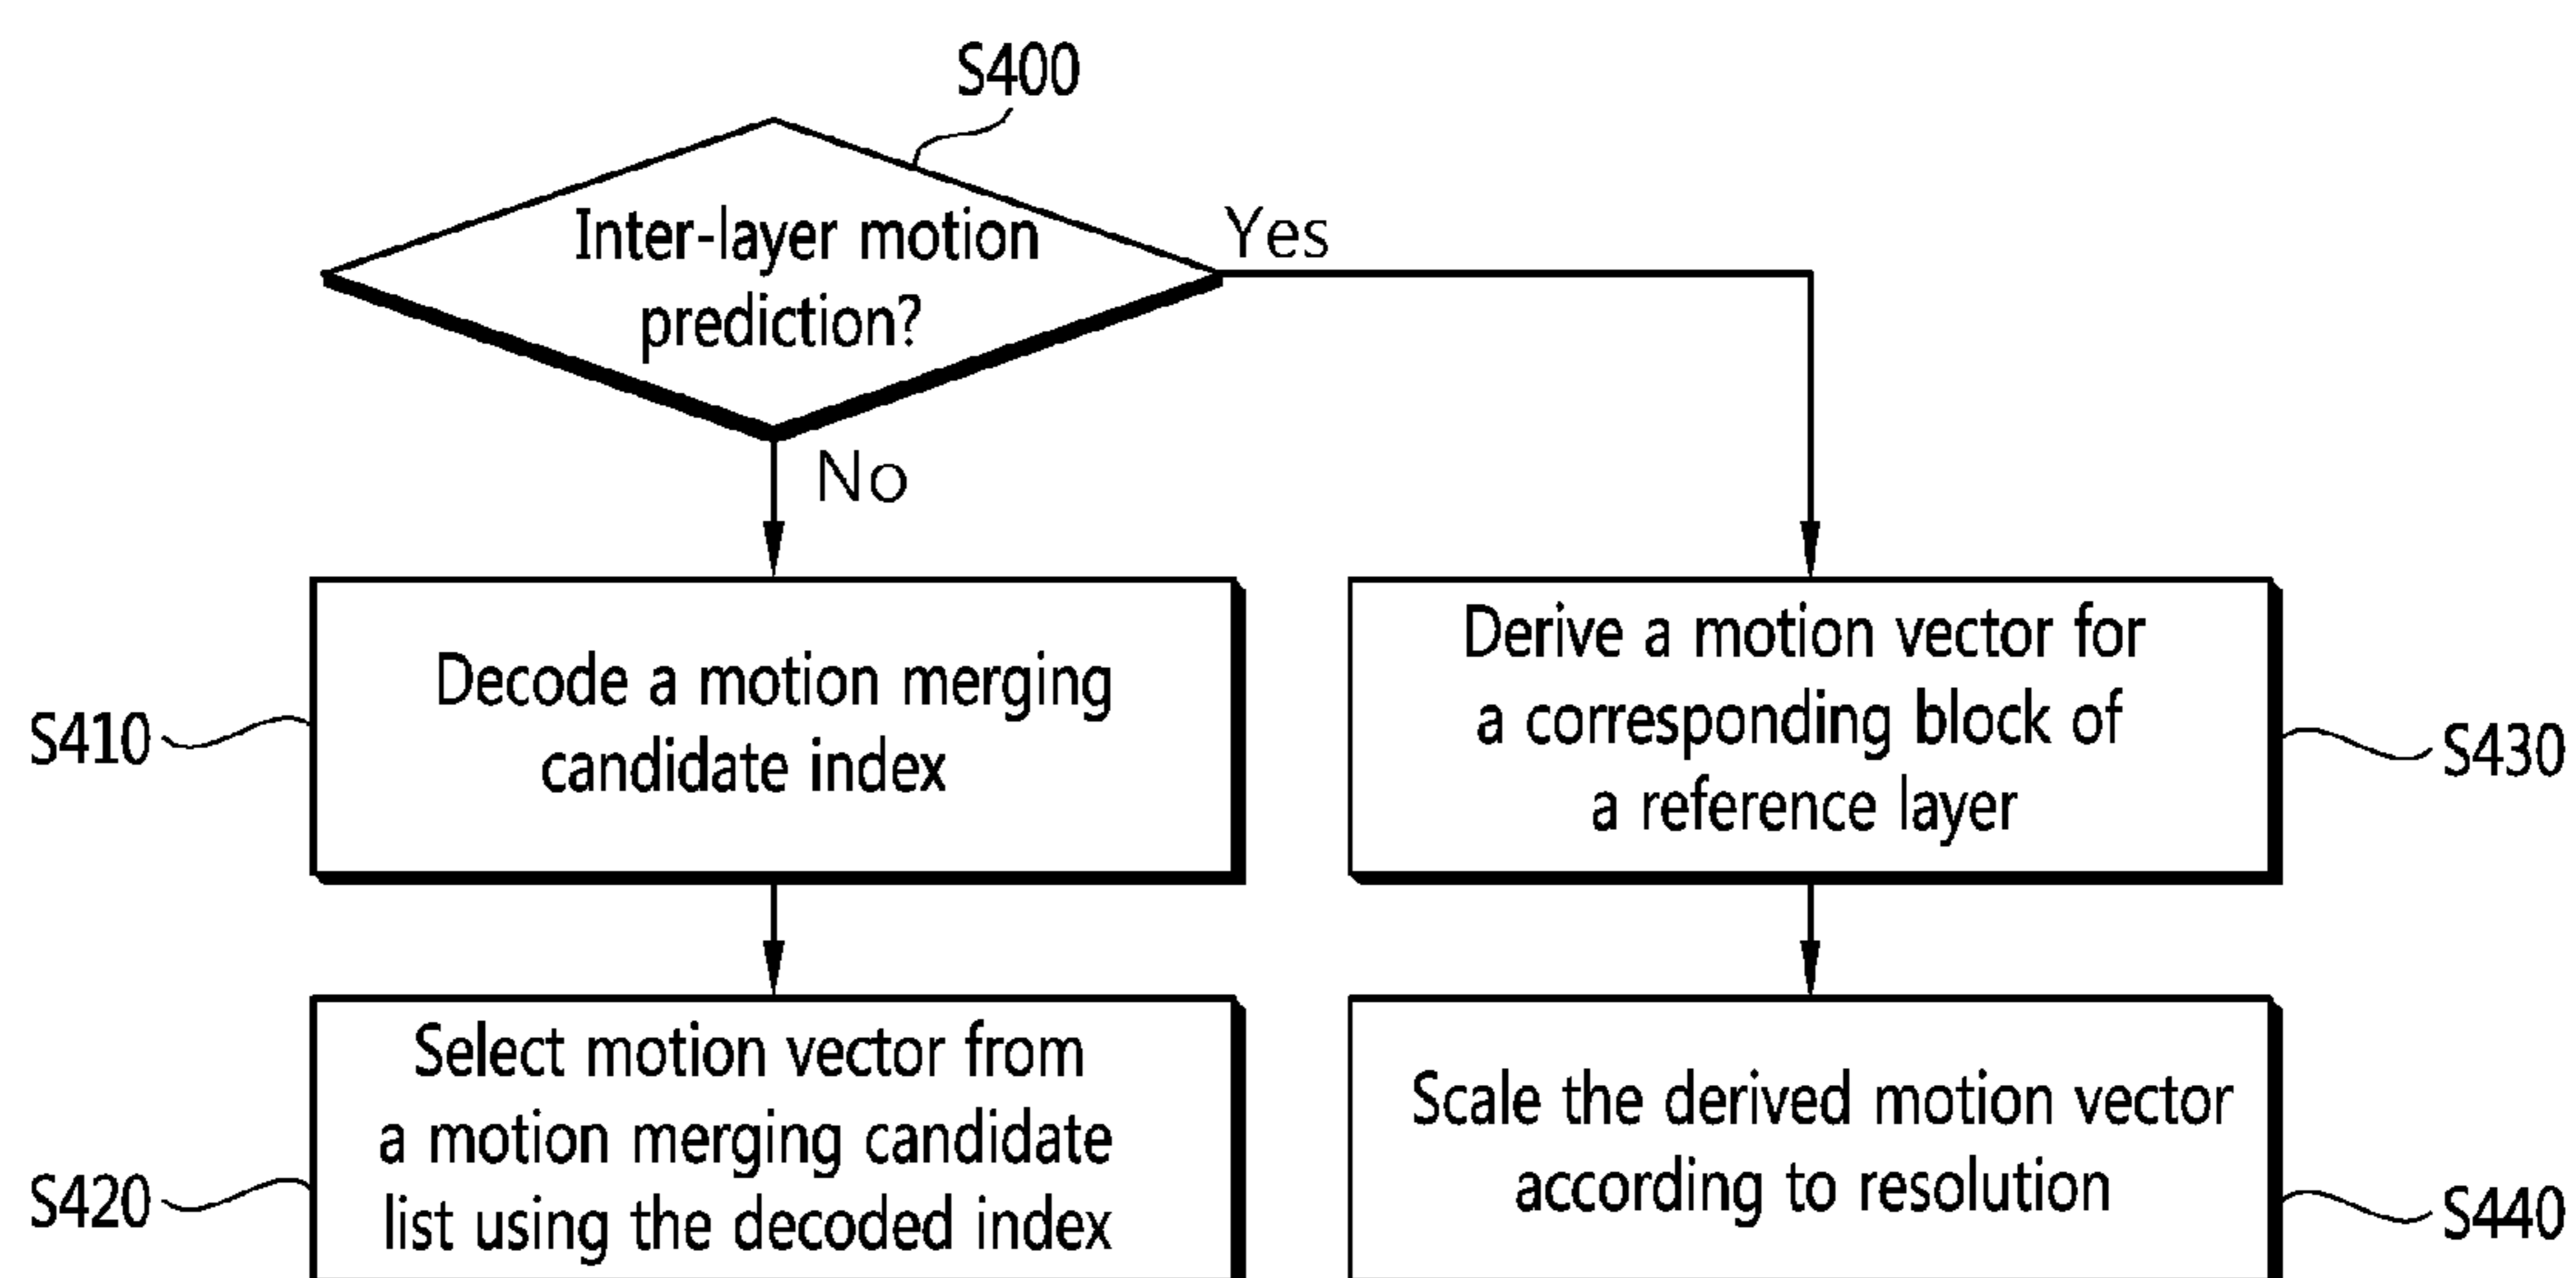 S400
Inter-layer motion
prediction?
Yes
No
S410
Decode a motion merging
candidate index
Derive a motion vector for
a corresponding block of
a reference layer
S430
S420
Select motion vector from
a motion merging candidate
list using the decoded index
Scale the derived motion vector
according to resolution
S440